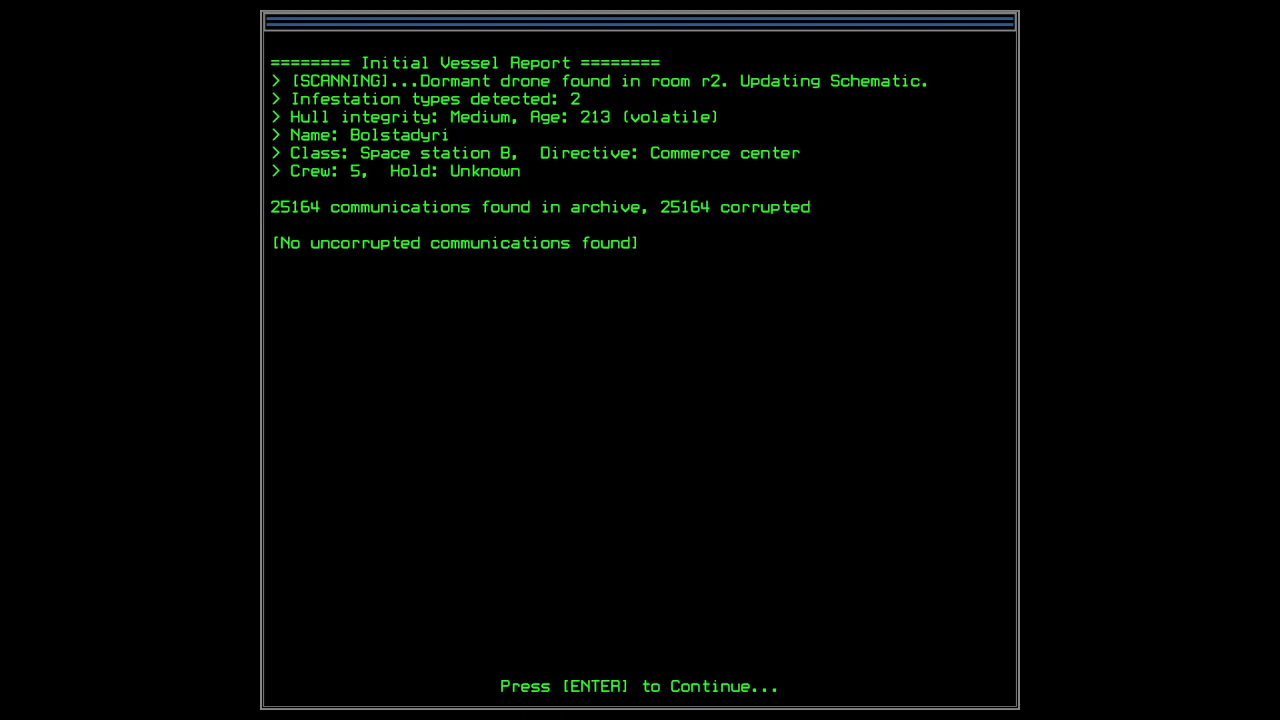 ======== Initial Vessel Report ========
> [SCANNING]...Dormant drone found in room r2. Updating Schematic.
> Infestation types detected: 2
> Hull integrity: Medium, Age: 213 (volatile)
> Name: Bolstadyri
> Class: Space station B,  Directive: Commerce center
> Crew: 5,  Hold: Unknown
25164 communications found in archive, 25164 corrupted
[No uncorrupted communications found]
Press [ENTER] to Continue...